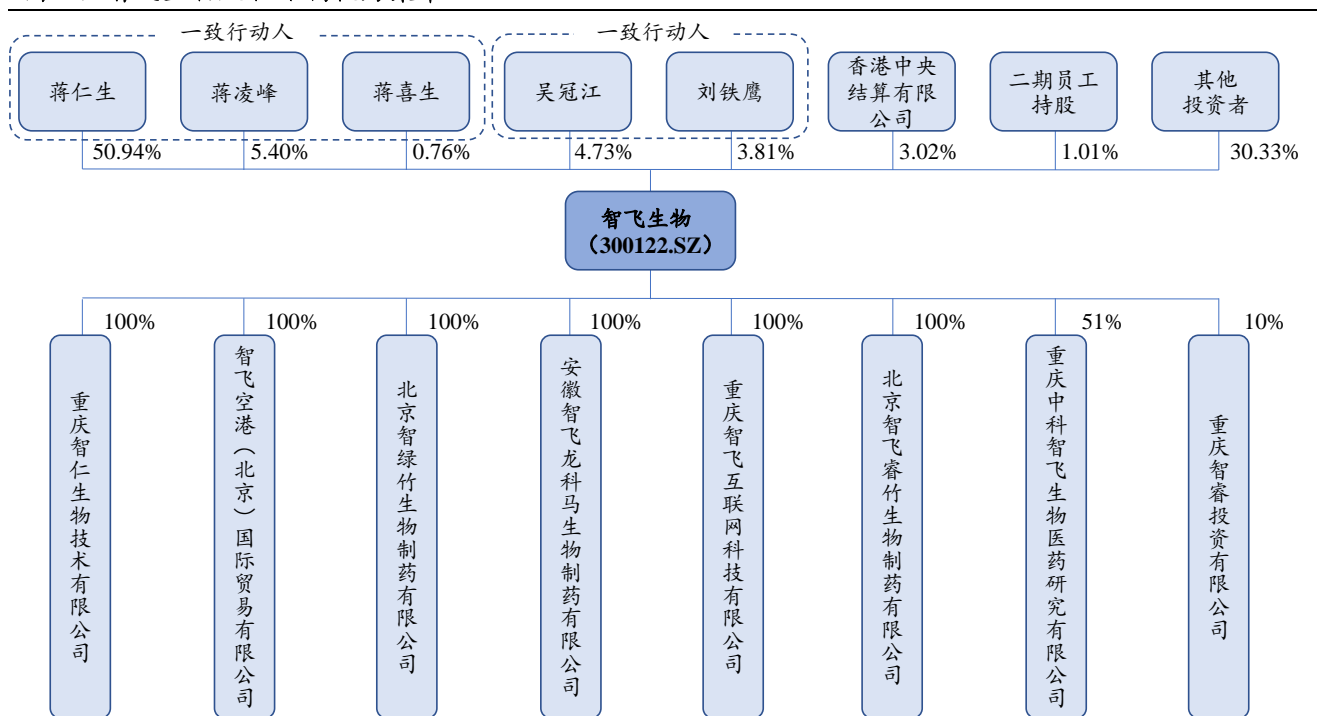 一致行动人
一致行动人
蒋仁生
蒋凌峰
蒋喜生
吴冠江
刘铁鹰
香港中央
结算有限
公司
二期员工
持股
其他
投资者
50.94%
5.40%
0.76%
4.73%
3.81%
3.02%
1.01%
30.33%
智飞生物
（300122.SZ）
100%
100%
100%
100%
100%
100%
51%
10%
重庆智仁生物技术有限公司
智飞空港（北京）国际贸易有限公司
北京智绿竹生物制药有限公司
安徽智飞龙科马生物制药有限公司
重庆智飞互联网科技有限公司
北京智飞睿竹生物制药有限公司
重庆中科智飞生物医药研究有限公司
重庆智睿投资有限公司